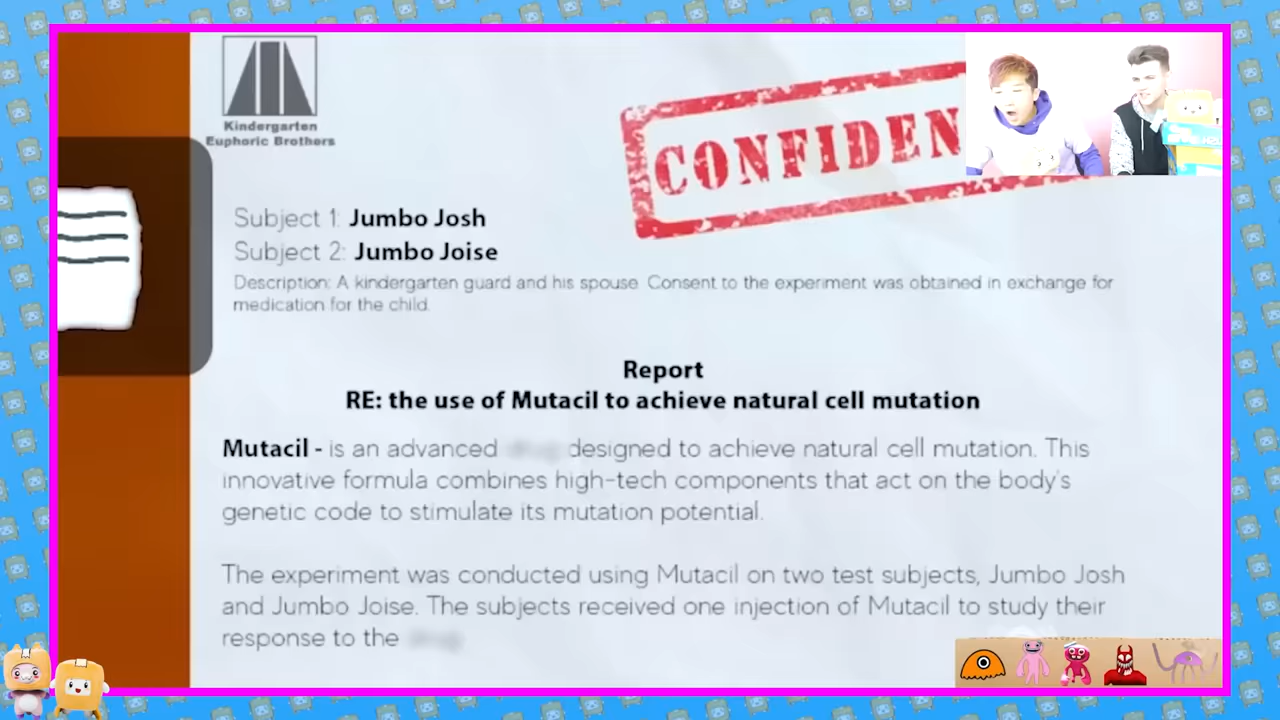 Kindergarten
Euphoric Brothers
CONFIDEN
Subject 1: Jumbo Josh
Subject 2: Jumbo Joise
Description: A kindergarten guard and his spouse. Consent to the experiment was obtained in exchange for
medication for the child.
Report
RE: the use of Mutacil to achieve natural cell mutation
Mutacil - is an advanced designed to achieve natural cell mutation. This
innovative formula combines high-tech components that act on the body's
genetic code to stimulate its mutation potential.
The experiment was conducted using Mutacil on two test subjects, Jumbo Josh
and Jumbo Joise. The subjects received one injection of Mutacil to study their
response to the